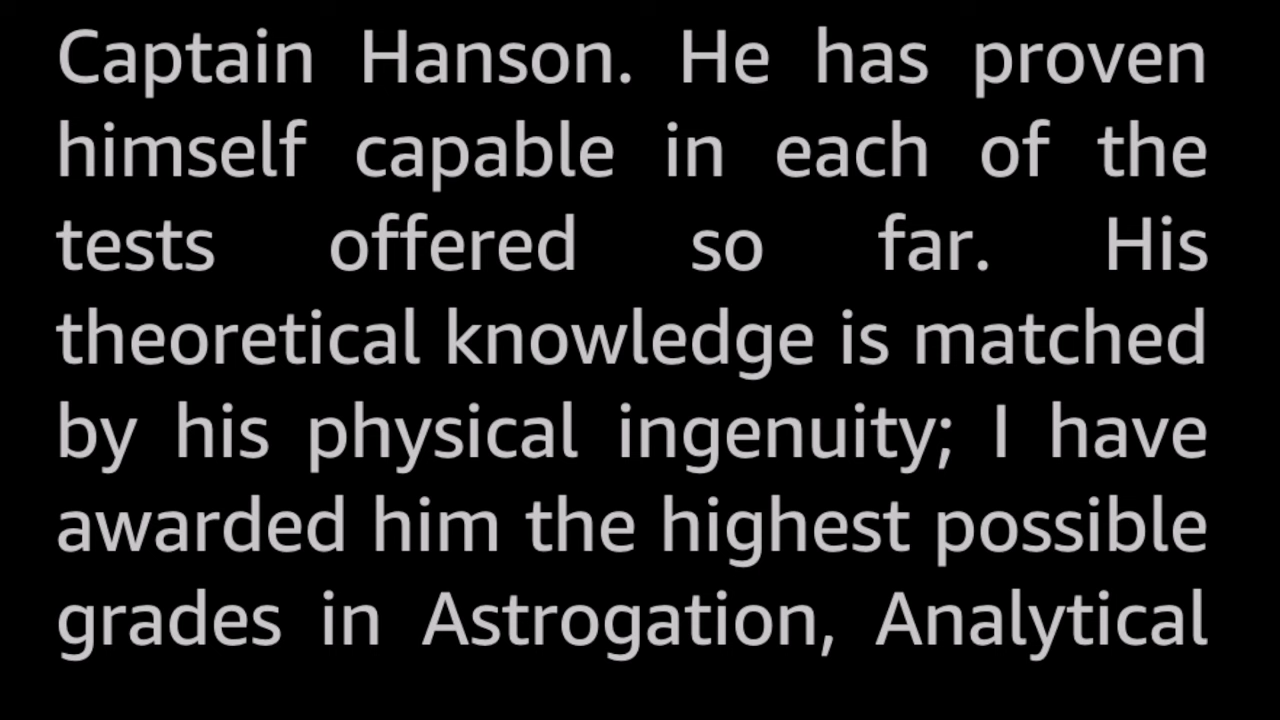 Captain Hanson. He has proven
himself capable in each of the
tests offered so far. His
theoretical knowledge is matched
by his physical ingenuity; I have
awarded him the highest possible
grades in Astrogation, Analytical